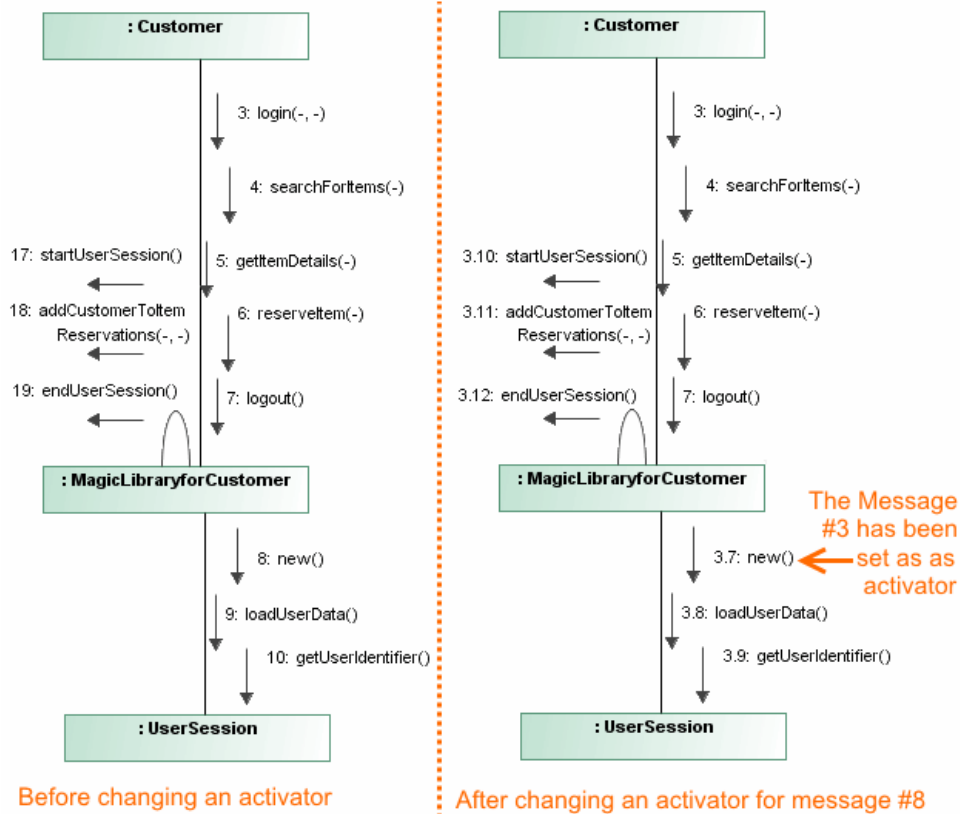 : Customer
3: login(-, -)
4: searchForItems(-)
17: startUserSession()
5: getItemDetails(-)
18: addCustomerToItem
Reservations(-, -)
6: reserveItem(-)
19: endUserSession()
7: logout()
: MagicLibraryforCustomer
8: new()
9: loadUserData()
10: getUserIdentifier()
: UserSession
Before changing an activator
: Customer
3: login(-, -)
4: searchForItems(-)
3.10: startUserSession()
5: getItemDetails(-)
3.11: addCustomerToItem
Reservations(-, -)
6: reserveItem(-)
3.12: endUserSession()
7: logout()
: MagicLibraryforCustomer
The Message
#3 has been
set as as
activator
3.7: new()
3.8: loadUserData()
3.9: getUserIdentifier()
: UserSession
After changing an activator for message #8